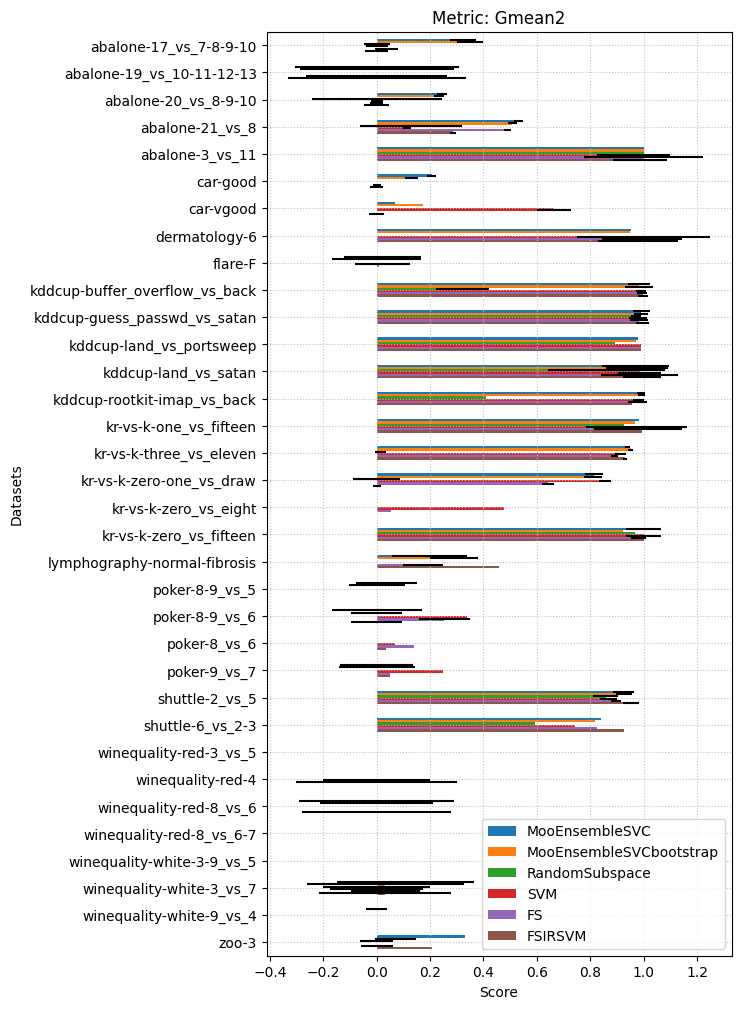 Metric: Gmean2
Datasets
abalone-17_vs_7-8-9-10
abalone-19_vs_10-11-12-13
abalone-20_vs_8-9-10
abalone-21_vs_8
abalone-3_vs_11
car-good
car-vgood
dermatology-6
flare-F
kddcup-buffer_overflow_vs_back
kddcup-guess_passwd_vs_satan
kddcup-land_vs_portsweep
kddcup-land_vs_satan
kddcup-rootkit-imap_vs_back
kr-vs-k-one_vs_fifteen
kr-vs-k-three_vs_eleven
kr-vs-k-zero-one_vs_draw
kr-vs-k-zero_vs_eight
kr-vs-k-zero_vs_fifteen
lymphography-normal-fibrosis
poker-8-9_vs_5
poker-8-9_vs_6
poker-8_vs_6
poker-9_vs_7
shuttle-2_vs_5
shuttle-6_vs_2-3
winequality-red-3_vs_5
winequality-red-4
winequality-red-8_vs_6
winequality-red-8_vs_6-7
winequality-white-3-9_vs_5
winequality-white-3_vs_7
winequality-white-9_vs_4
zoo-3
MooEnsembleSVC
MooEnsembleSVCbootstrap
RandomSubspace
SVM
FS
FSIRSVM
−0.4 −0.2 0.0 0.2 0.4 0.6 0.8 1.0 1.2
Score